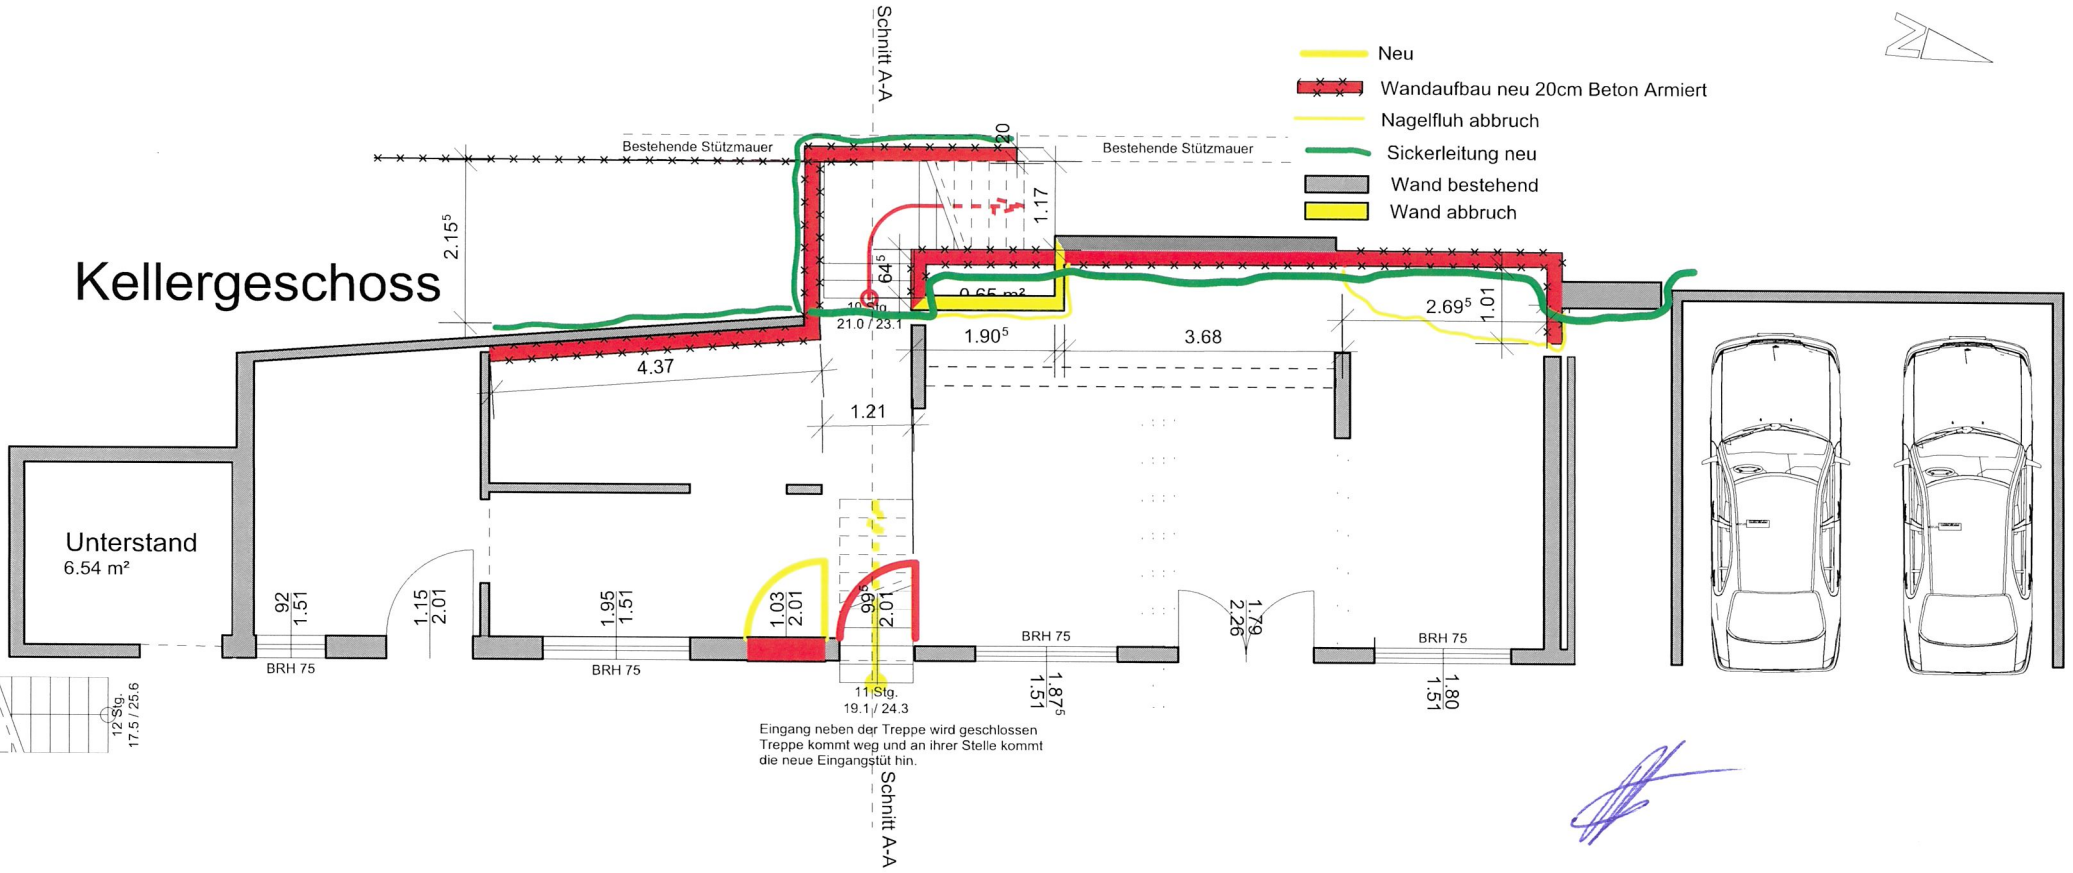 Schnitt A-A
Neu
Wandaufbau neu 20cm Beton Armiert
Nagelfluh abbruch
Sickerleitung neu
Wand bestehend
Wand abbruch
N
Bestehende Stützmauer
20
Bestehende Stützmauer
2.15⁵
1.17
Kellergeschoss
64⁵
0.65 m²
19 Stg.
21.0 / 23.1
2.69⁵
1.01
1.90⁵
3.68
4.37
1.21
Unterstand
6.54 m²
92
1.51
1.15
2.01
1.95
1.51
1.03
2.01
99⁵
2.01
1.79
2.26
BRH 75
BRH 75
BRH 75
BRH 75
12 Stg.
17.5 / 25.6
11 Stg.
19.1 / 24.3
1.87⁵
1.51
1.80
1.51
Eingang neben der Treppe wird geschlossen
Treppe kommt weg und an ihrer Stelle kommt
die neue Eingangstüt hin.
Schnitt A-A